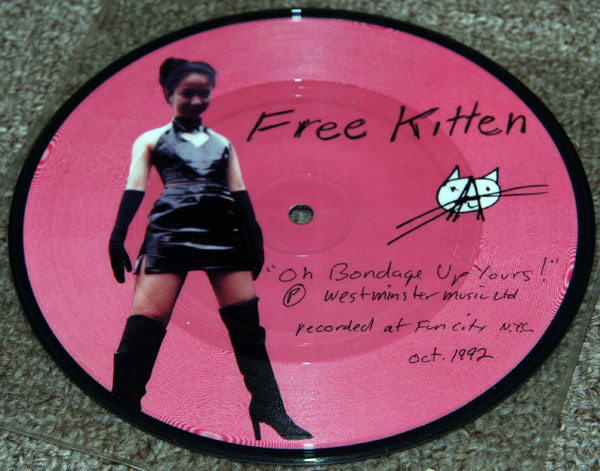 Free Kitten
"Oh Bondage Up Yours!"
Ⓟ Westminster Music Ltd
recorded at Fun City N.Y.C.
Oct. 1992